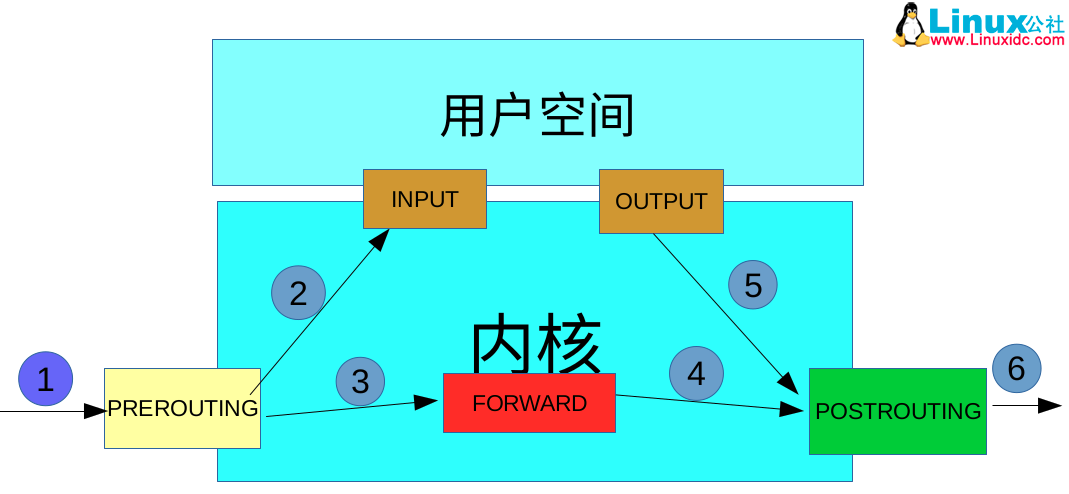 Linux公社
www.Linuxidc.com
用户空间
INPUT
OUTPUT
2
5
内核
1
3
4
6
PREROUTING
FORWARD
POSTROUTING